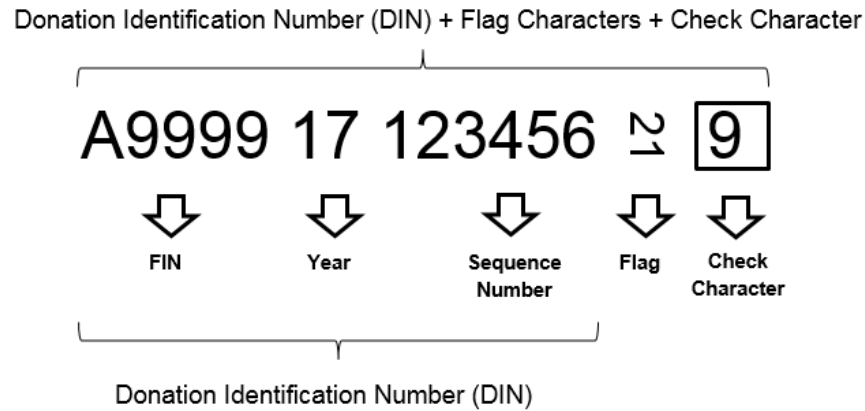 Donation Identification Number (DIN) + Flag Characters + Check Character
A9999 17 123456 21 9
FIN Year Sequence Number Flag Check Character
Donation Identification Number (DIN)